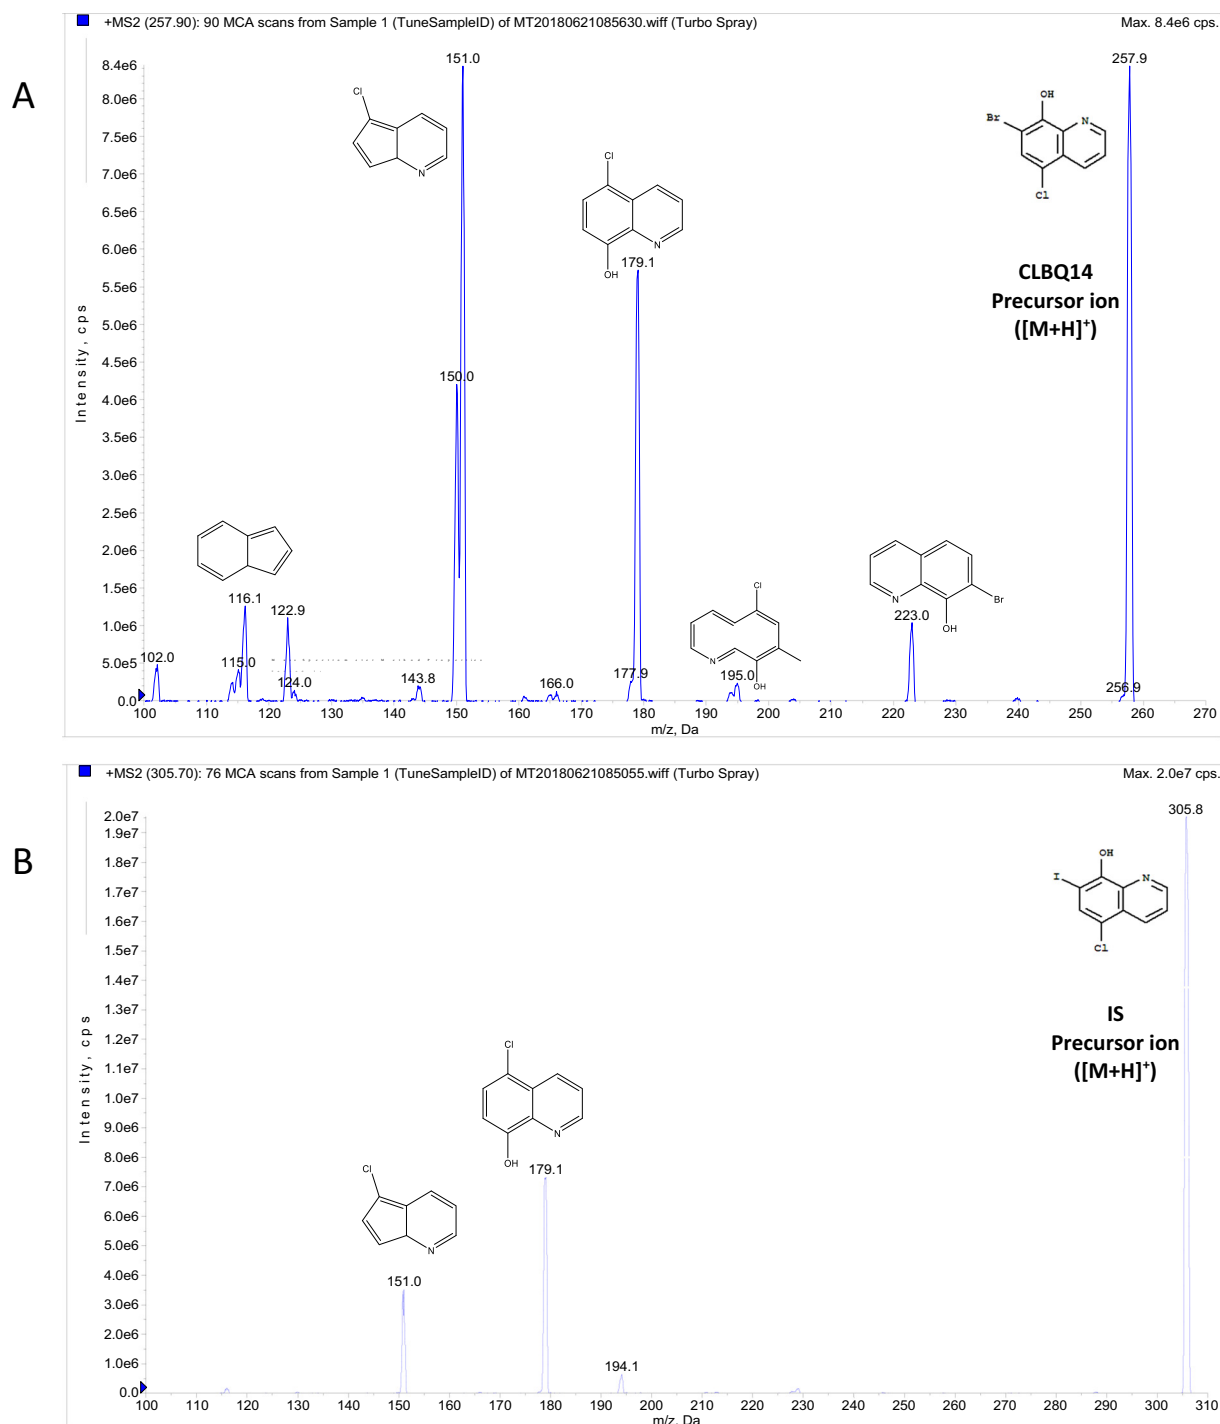 +MS2 (257.90): 90 MCA scans from Sample 1 (TuneSampleID) of MT20180621085630.wiff (Turbo Spray)
Max. 8.4e6 cps.
A
Intensity, cps
8.4e6
8.0e6
7.5e6
7.0e6
6.5e6
6.0e6
5.5e6
5.0e6
4.5e6
4.0e6
3.5e6
3.0e6
2.5e6
2.0e6
1.5e6
1.0e6
5.0e5
0.0
151.0
257.9
Cl
N
OH
Br
N
Cl
Cl
N
OH
179.1
CLBQ14
Precursor ion
([M+H]+)
150.0
116.1
122.9
102.0
115.0
124.0
143.8
166.0
177.9
Cl
N
OH
195.0
N
Br
OH
223.0
256.9
100 110 120 130 140 150 160 170 180 190 200 210 220 230 240 250 260 270
m/z, Da
+MS2 (305.70): 76 MCA scans from Sample 1 (TuneSampleID) of MT20180621085055.wiff (Turbo Spray)
Max. 2.0e7 cps.
B
Intensity, cps
2.0e7
1.9e7
1.8e7
1.7e7
1.6e7
1.5e7
1.4e7
1.3e7
1.2e7
1.1e7
1.0e7
9.0e6
8.0e6
7.0e6
6.0e6
5.0e6
4.0e6
3.0e6
2.0e6
1.0e6
0.0
305.8
OH
I
N
Cl
IS
Precursor ion
([M+H]+)
Cl
N
OH
179.1
Cl
N
151.0
194.1
100 110 120 130 140 150 160 170 180 190 200 210 220 230 240 250 260 270 280 290 300 310
m/z, Da